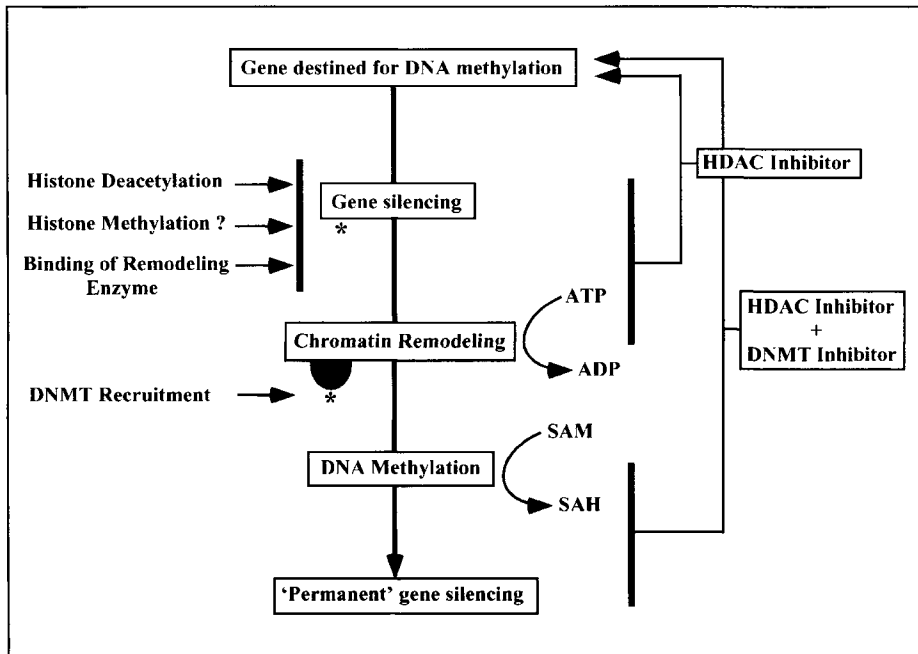 Gene destined for DNA methylation
HDAC Inhibitor
Histone Deacetylation
Gene silencing
*
Histone Methylation ?
Binding of Remodeling
Enzyme
ATP
HDAC Inhibitor
+
DNMT Inhibitor
Chromatin Remodeling
ADP
DNMT Recruitment
*
SAM
DNA Methylation
SAH
'Permanent' gene silencing